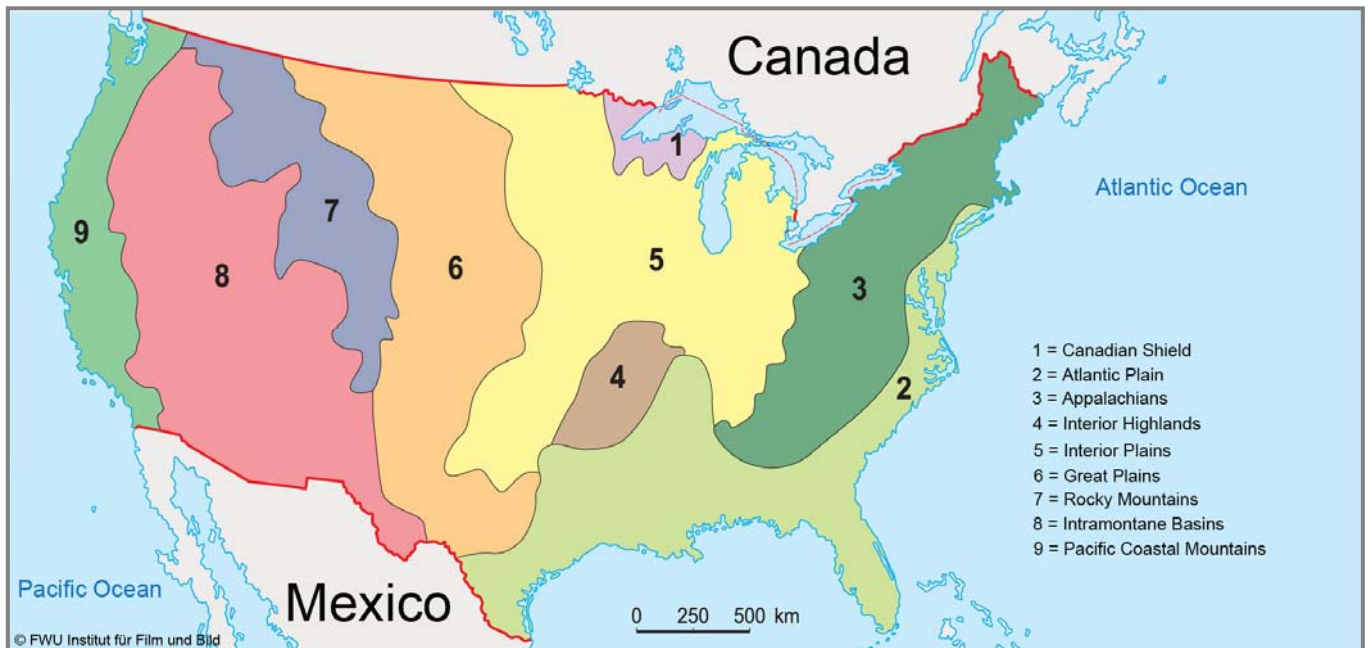 Canada
Atlantic Ocean
1
7
9
5
8
6
3
4
2
1 = Canadian Shield
2 = Atlantic Plain
3 = Appalachians
4 = Interior Highlands
5 = Interior Plains
6 = Great Plains
7 = Rocky Mountains
8 = Intramontane Basins
9 = Pacific Coastal Mountains
Pacific Ocean
Mexico
0 250 500 km
© FWU Institut für Film und Bild